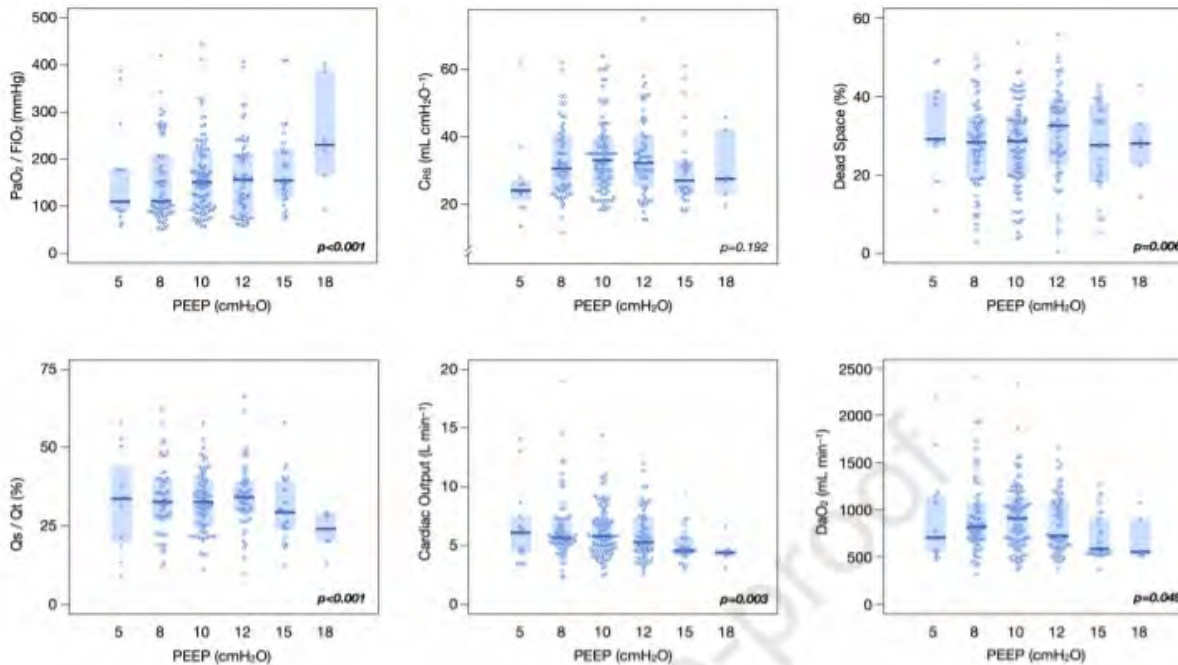 PaO₂ / FiO₂ (mmHg)
500
400
300
200
100
0
p<0.001
5 8 10 12 15 18
PEEP (cmH₂O)
CRS (mL cmH₂O⁻¹)
60
40
20
p=0.192
5 8 10 12 15 18
PEEP (cmH₂O)
Dead Space (%)
60
40
20
0
p=0.006
5 8 10 12 15 18
PEEP (cmH₂O)
Qs / Qt (%)
75
50
25
0
p<0.001
5 8 10 12 15 18
PEEP (cmH₂O)
Cardiac Output (L min⁻¹)
20
15
10
5
0
p=0.003
5 8 10 12 15 18
PEEP (cmH₂O)
DaO₂ (mL min⁻¹)
2500
2000
1500
1000
500
0
p=0.049
5 8 10 12 15 18
PEEP (cmH₂O)
-proof